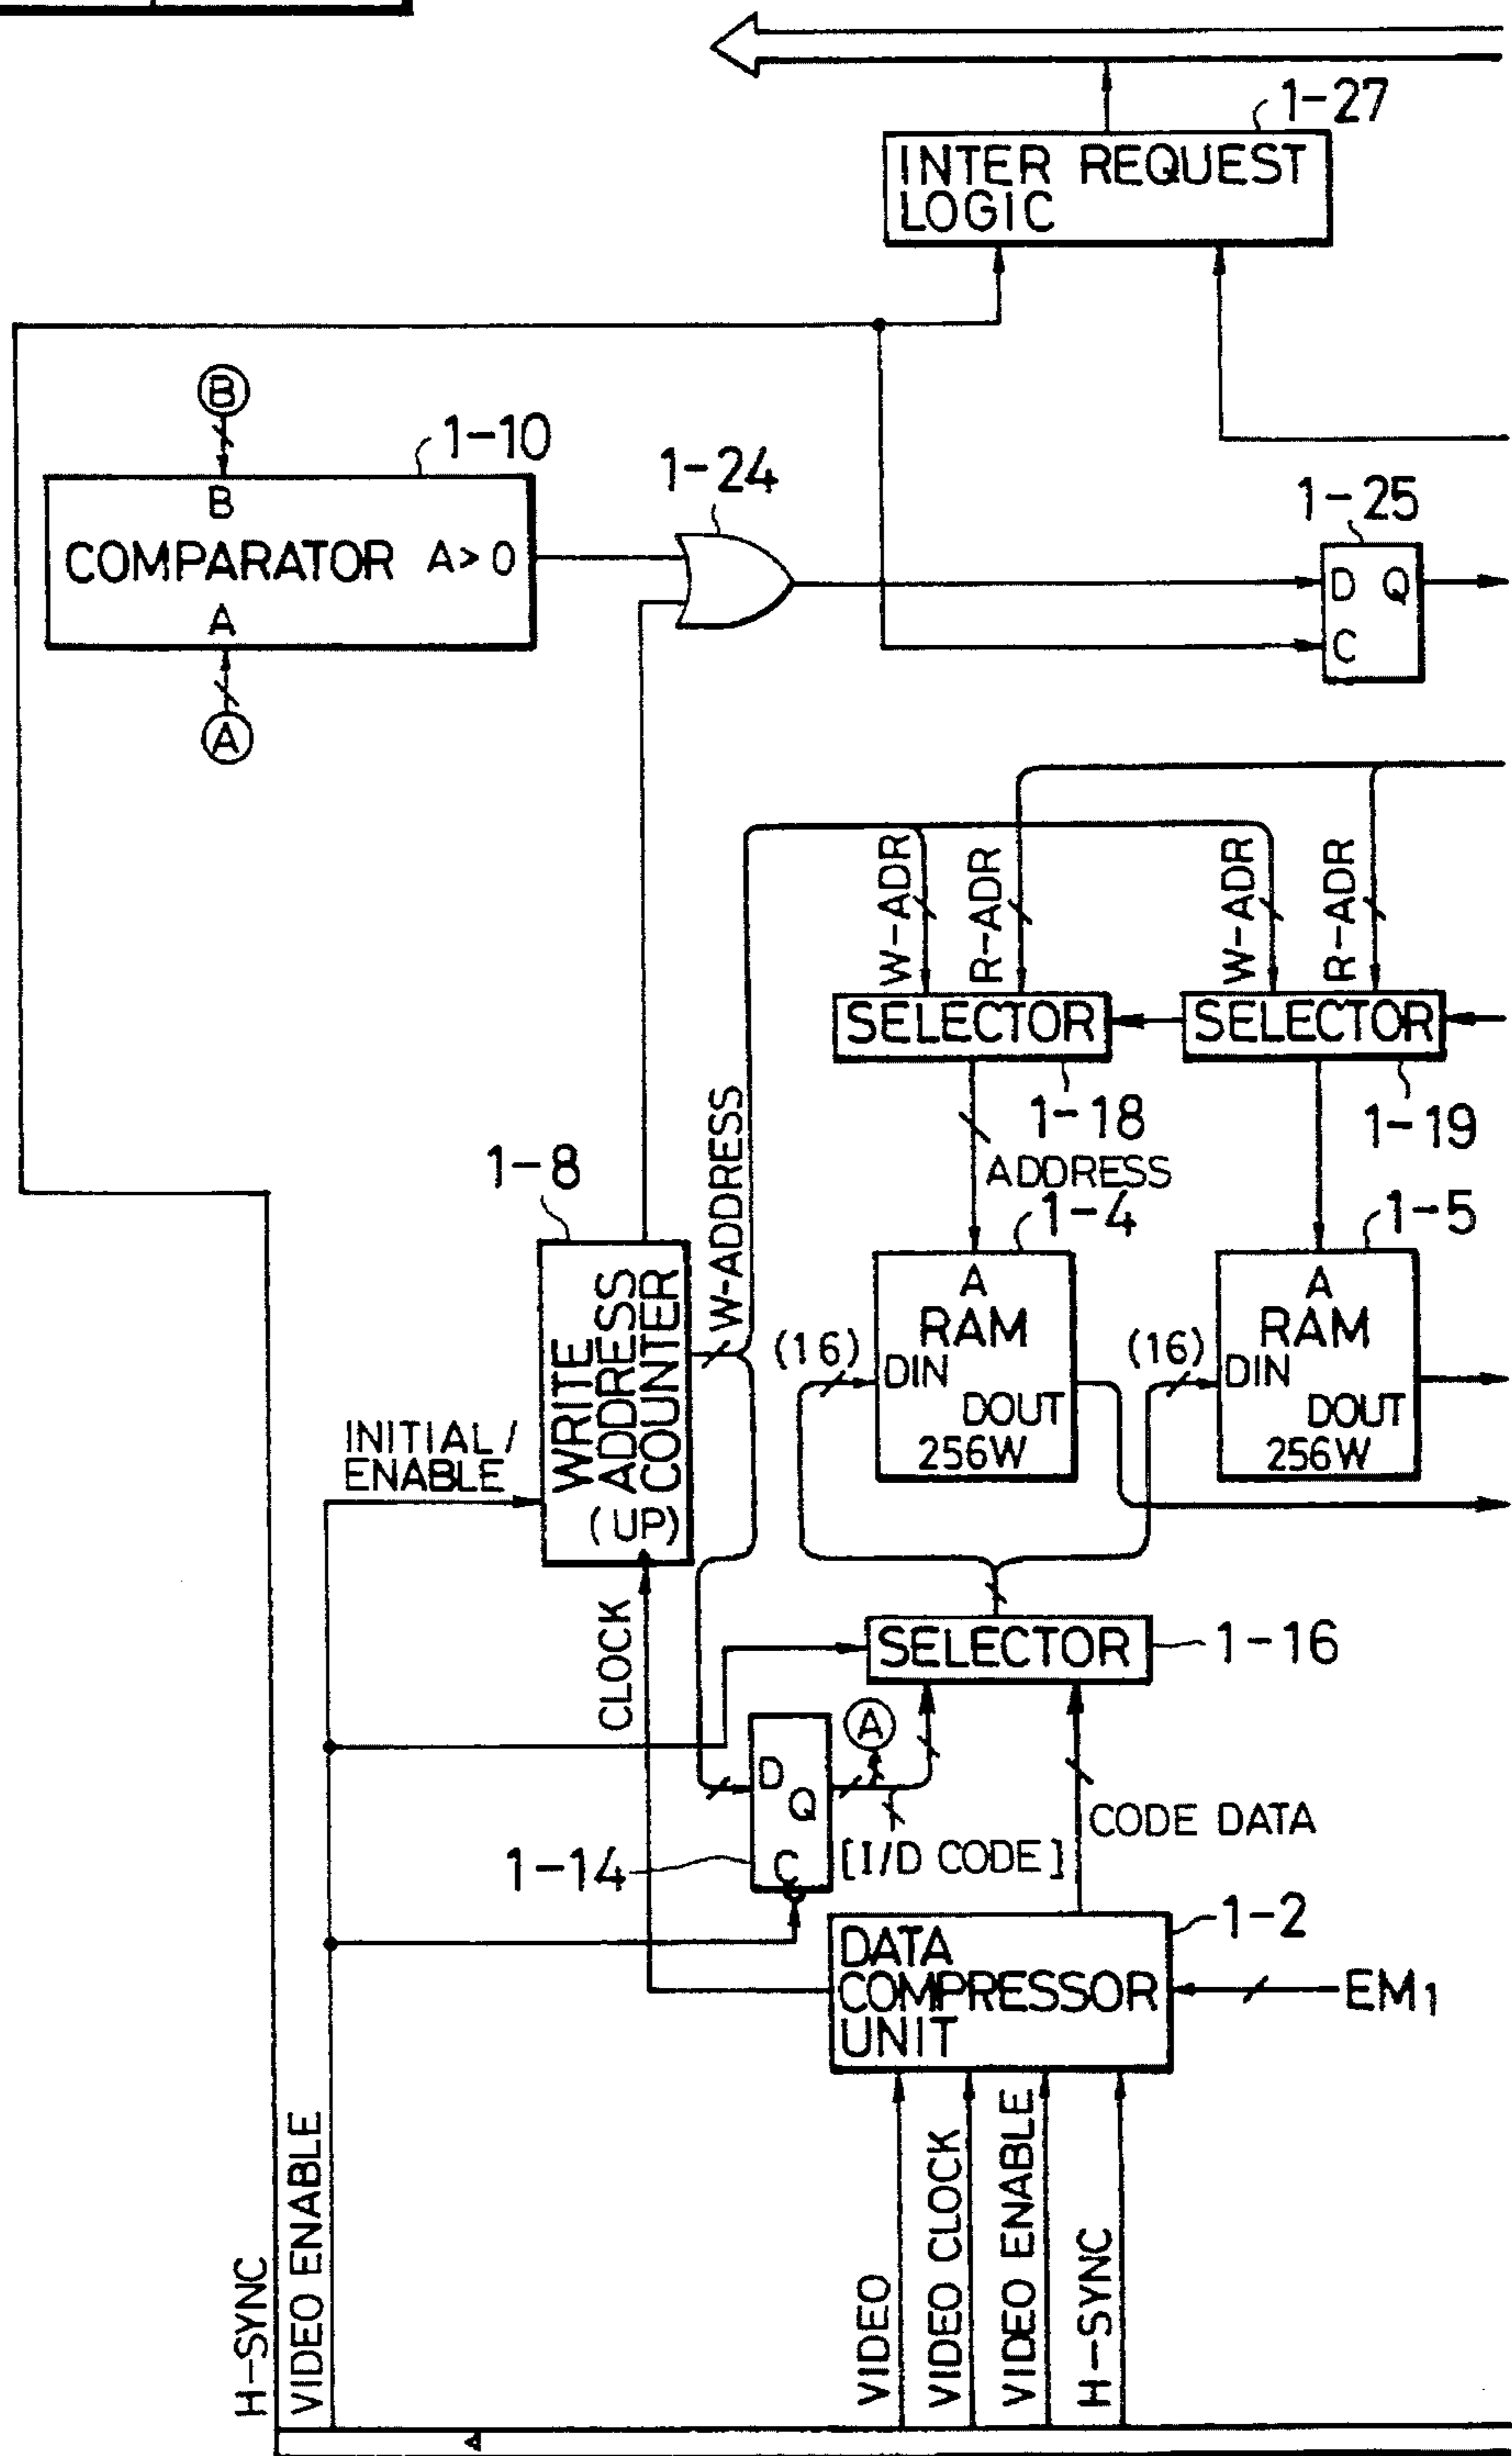 1-27
INTER REQUEST
LOGIC
B
1-10
B
COMPARATOR A>0
A
A
1-24
1-25
D Q
C
W-ADR
R-ADR
W-ADR
R-ADR
SELECTOR
SELECTOR
1-18
1-19
ADDRESS
W-ADDRESS
1-8
WRITE
ADDRESS
COUNTER
(UP)
INITIAL/
ENABLE
CLOCK
1-4
1-5
A
RAM
(16)
DIN
DOUT
256W
A
RAM
(16)
DIN
DOUT
256W
SELECTOR
1-16
A
D
Q
C
1-14
[I/D CODE]
CODE DATA
1-2
DATA
COMPRESSOR
UNIT
EM1
H-SYNC
VIDEO ENABLE
VIDEO
VIDEO CLOCK
VIDEO ENABLE
H-SYNC